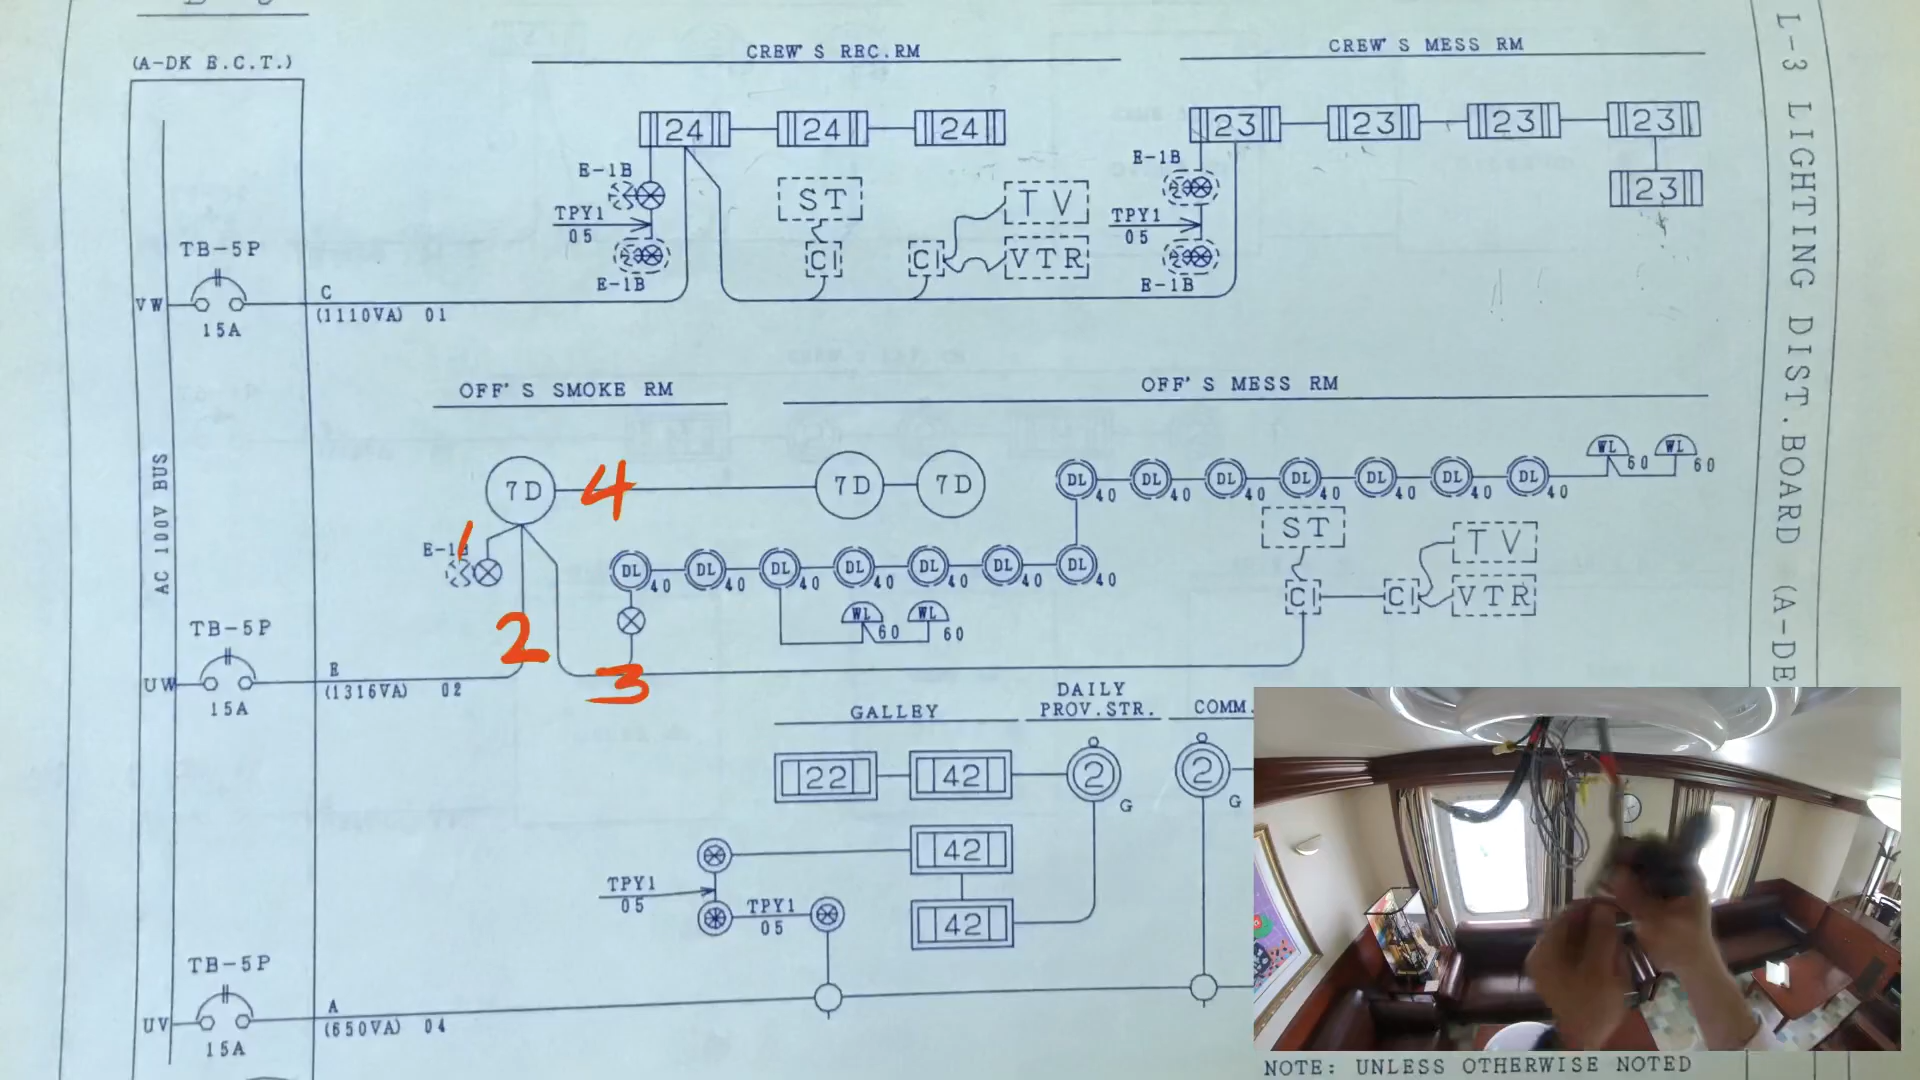 (A-DK E.C.T.)
CREW'S REC.RM
CREW'S MESS RM
24 24 24
23 23 23 23
E-1B
E-1B
ST
TV
23
TPY1
05
TPY1
05
TB-5P
CI
CI
VTR
E-1B
E-1B
VW
C
15A
(1110VA) 01
OFF'S SMOKE RM
OFF'S MESS RM
AC 100V BUS
7D
4
7D
7D
DL 40 DL 40 DL 40 DL 40 DL 40 DL 40 DL 40
WL 60 WL 60
ST
TV
E-1B
1
DL 40 DL 40 DL 40 DL 40 DL 40 DL 40 DL 40
CI
CI
VTR
WL 60 WL 60
TB-5P
2
3
UW
E
15A
(1316VA) 02
GALLEY
DAILY
PROV.STR.
COMM.
22
42
2
G
2
G
42
TPY1
05
TPY1
05
42
TB-5P
UV
A
15A
(650VA) 04
NOTE: UNLESS OTHERWISE NOTED
L-3 LIGHTING DIST.BOARD (A-DE